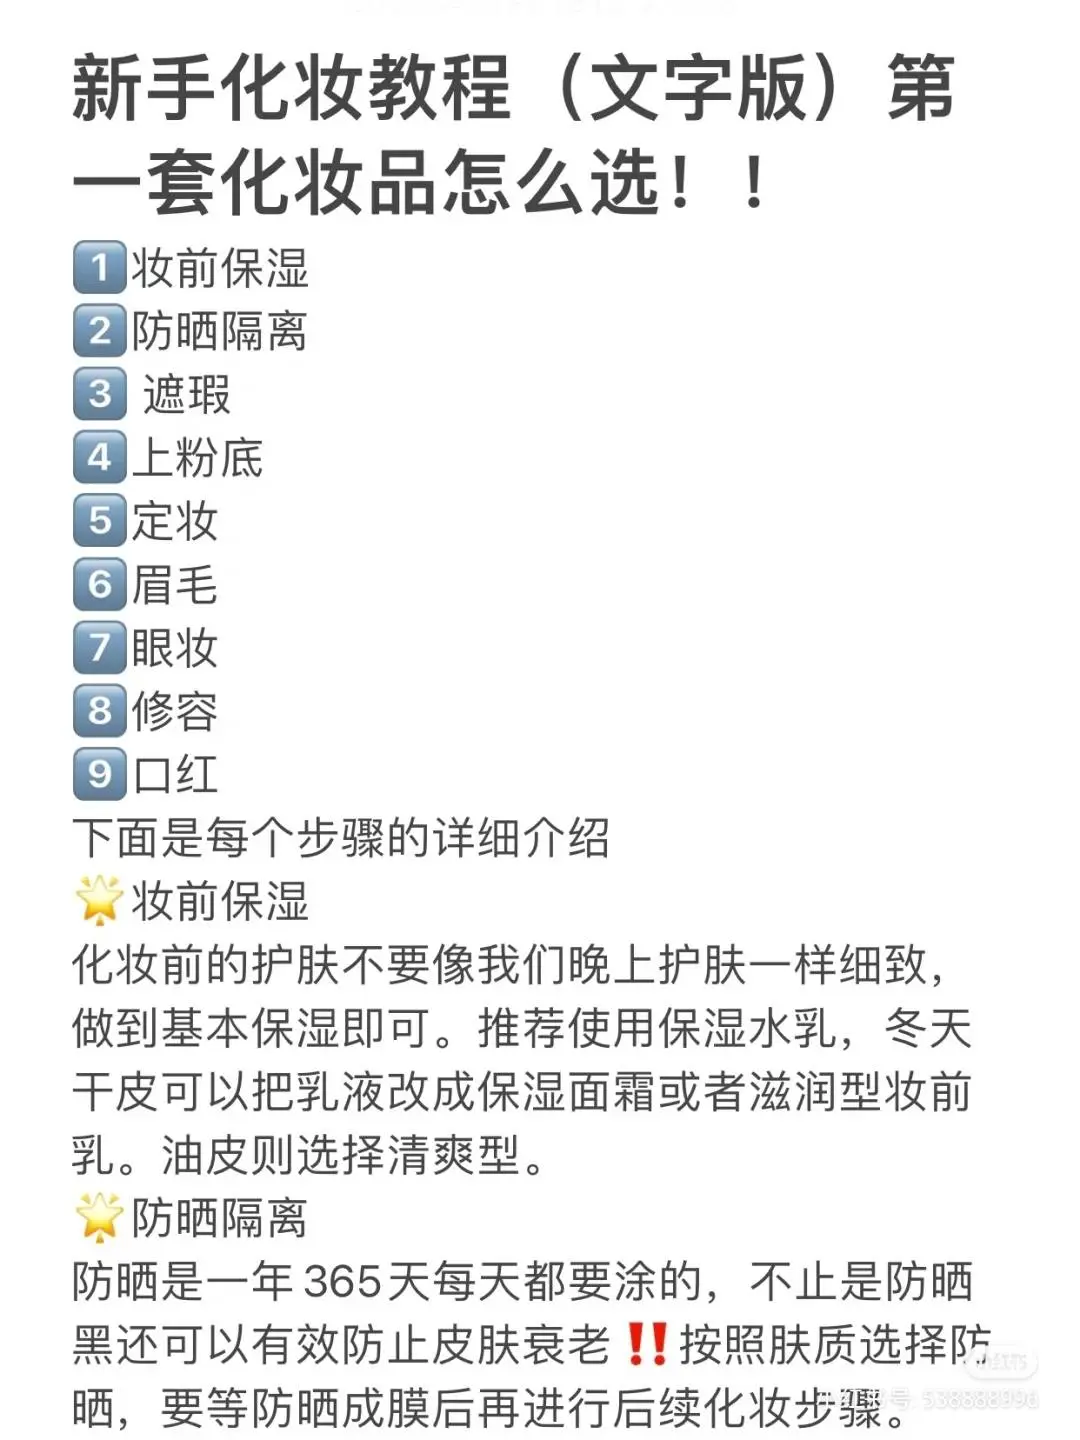 新手化妆教程（文字版）第
一套化妆品怎么选！！
1️⃣妆前保湿
2️⃣防晒隔离
3️⃣ 遮瑕
4️⃣上粉底
5️⃣定妆
6️⃣眉毛
7️⃣眼妆
8️⃣修容
9️⃣口红
下面是每个步骤的详细介绍
🌟妆前保湿
化妆前的护肤不要像我们晚上护肤一样细致，
做到基本保湿即可。推荐使用保湿水乳，冬天
干皮可以把乳液改成保湿面霜或者滋润型妆前
乳。油皮则选择清爽型。
🌟防晒隔离
防晒是一年365天每天都要涂的，不止是防晒
黑还可以有效防止皮肤衰老‼️按照肤质选择防
晒，要等防晒成膜后再进行后续化妆步骤。
小红书
小红书号: 538888996